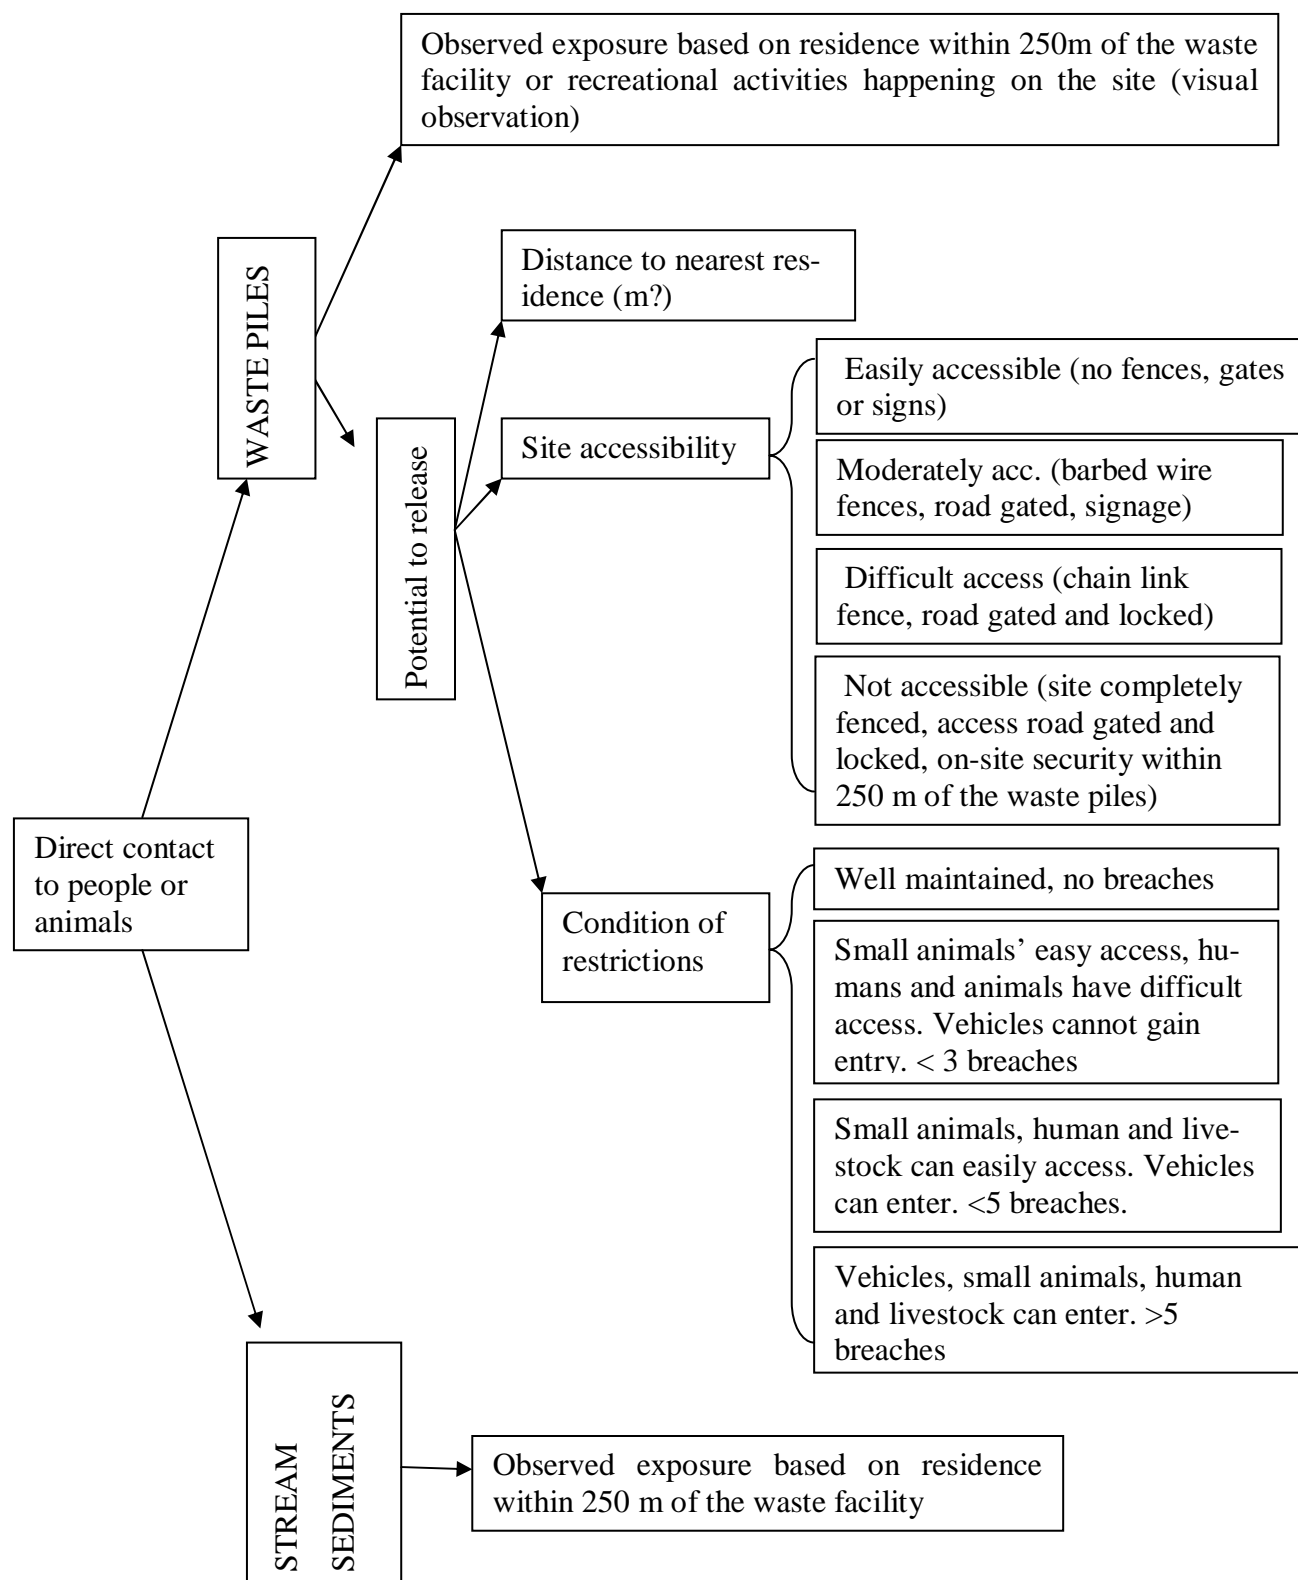 Observed exposure based on residence within 250m of the waste
facility or recreational activities happening on the site (visual
observation)
WASTE PILES
Distance to nearest res-
idence (m?)
Potential to release
Site accessibility
Easily accessible (no fences, gates
or signs)
Moderately acc. (barbed wire
fences, road gated, signage)
Difficult access (chain link
fence, road gated and locked)
Not accessible (site completely
fenced, access road gated and
locked, on-site security within
250 m of the waste piles)
Direct contact
to people or
animals
Condition of
restrictions
Well maintained, no breaches
Small animals’ easy access, hu-
mans and animals have difficult
access. Vehicles cannot gain
entry. < 3 breaches
Small animals, human and live-
stock can easily access. Vehicles
can enter. <5 breaches.
Vehicles, small animals, human
and livestock can enter. >5
breaches
STREAM
SEDIMENTS
Observed exposure based on residence
within 250 m of the waste facility